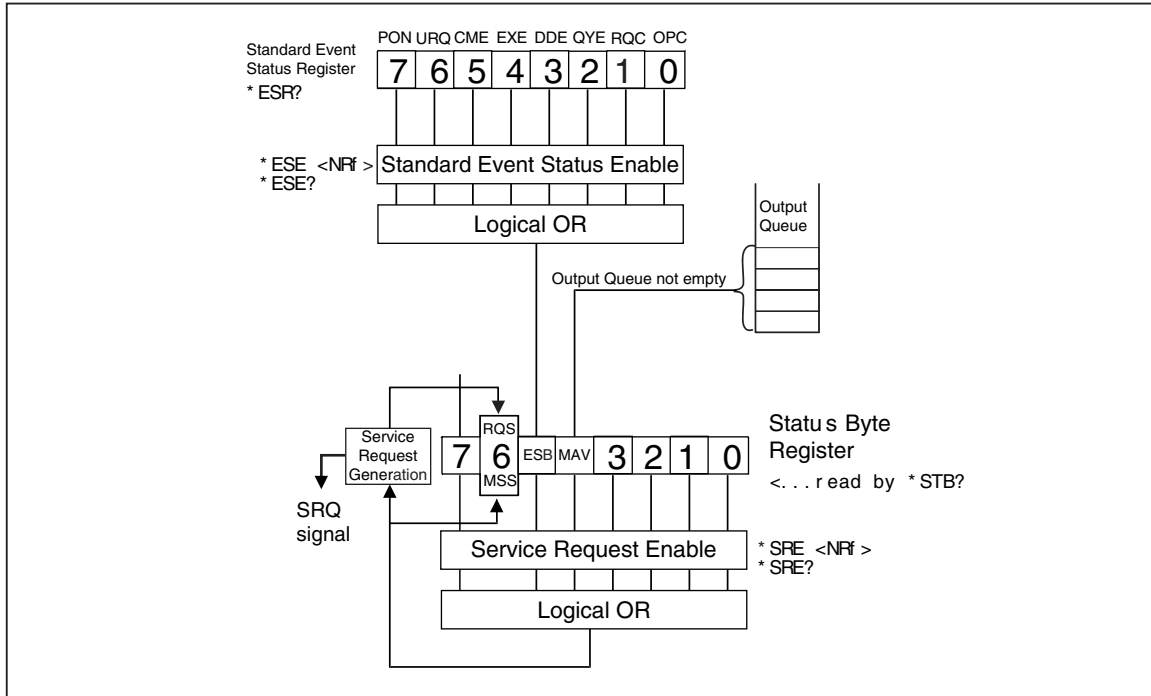 PON URQ CME EXE DDE QYE RQC OPC
Standard Event
Status Register
* ESR?
7 6 5 4 3 2 1 0
* ESE <NRf >
* ESE?
Standard Event Status Enable
Logical OR
Output
Queue
Output Queue not empty
Service
Request
Generation
SRQ
signal
RQS
7 6 ESB MAV 3 2 1 0
MSS
Status Byte
Register
<... read by * STB?
Service Request Enable
* SRE <NRf >
* SRE?
Logical OR